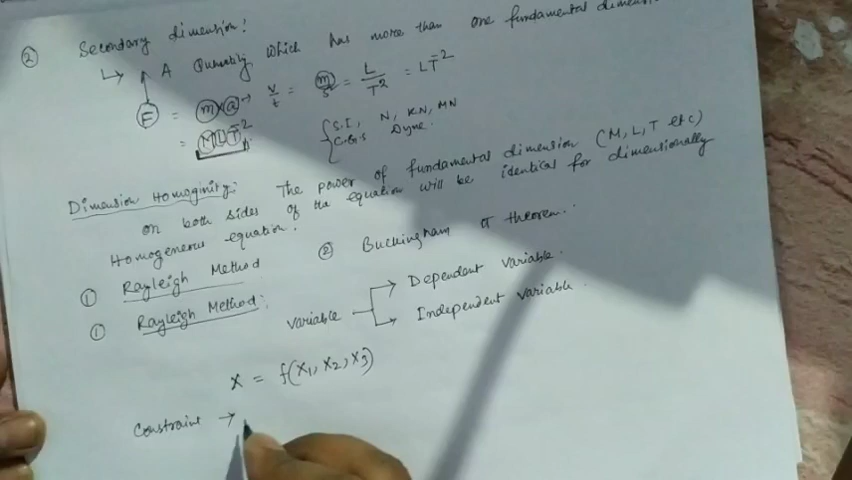 ② Secondary dimension:
↳ A Quantity which has more than one fundamental dimens
F = m × a → v/t = m/s² = L/T² = LT⁻²
= MLT⁻²
{ S.I, N, KN, MN
C.G.S Dyne.
Dimension Homoginity: The power of fundamental dimension (M, L, T etc)
on both sides of the equation will be identical for dimensionally
Homogeneous equation.
① Rayleigh Method ② Buckingham π theorem.
① Rayleigh Method: Variable → Dependent variable.
→ Independent variable.
X = f(X₁, X₂, X₃)
Constraint →